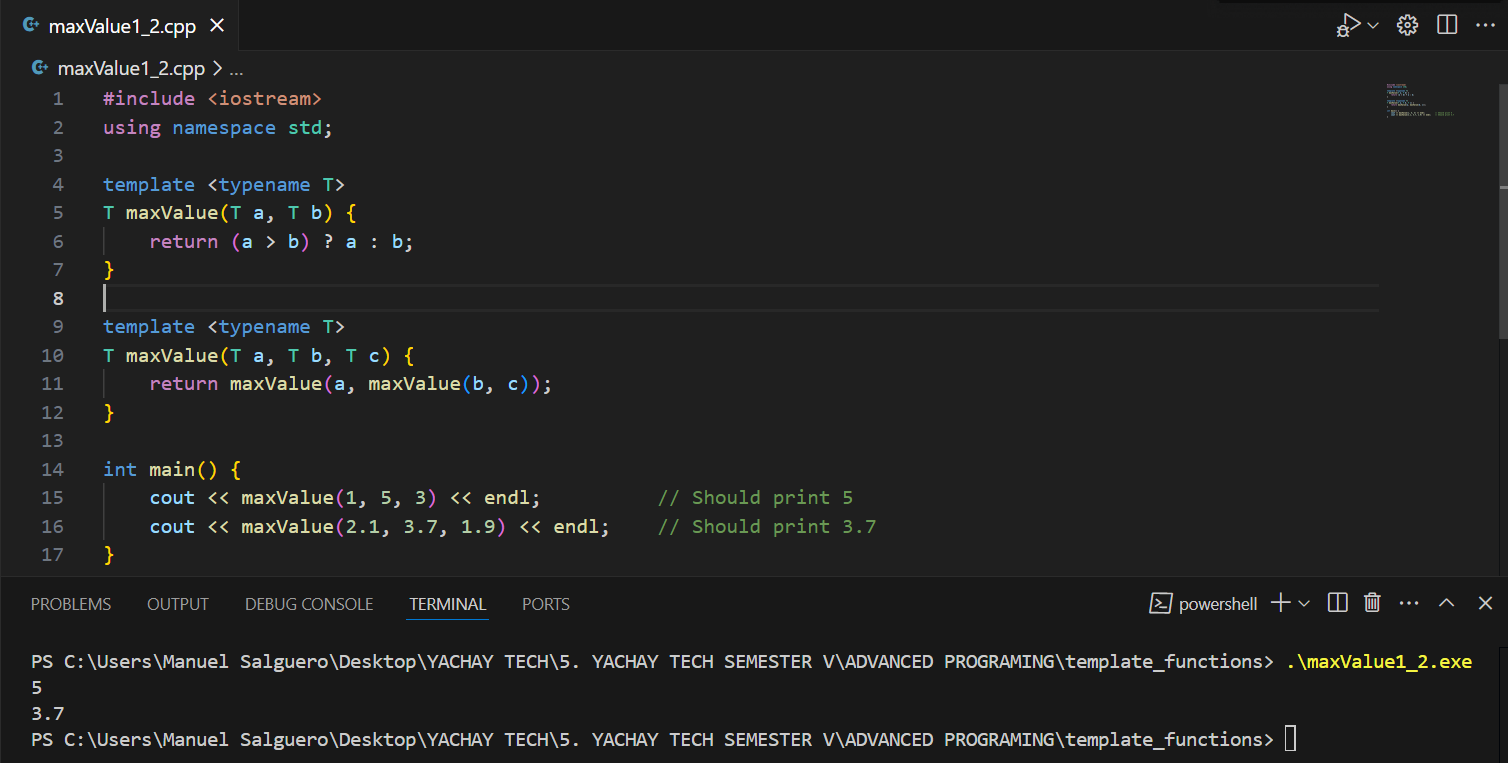 maxValue1_2.cpp
maxValue1_2.cpp > ...
1 #include <iostream>
2 using namespace std;
3
4 template <typename T>
5 T maxValue(T a, T b) {
6     return (a > b) ? a : b;
7 }
8
9 template <typename T>
10 T maxValue(T a, T b, T c) {
11     return maxValue(a, maxValue(b, c));
12 }
13
14 int main() {
15     cout << maxValue(1, 5, 3) << endl;          // Should print 5
16     cout << maxValue(2.1, 3.7, 1.9) << endl;    // Should print 3.7
17 }
PROBLEMS OUTPUT DEBUG CONSOLE TERMINAL PORTS powershell
PS C:\Users\Manuel Salguero\Desktop\YACHAY TECH\5. YACHAY TECH SEMESTER V\ADVANCED PROGRAMING\template_functions> .\maxValue1_2.exe
5
3.7
PS C:\Users\Manuel Salguero\Desktop\YACHAY TECH\5. YACHAY TECH SEMESTER V\ADVANCED PROGRAMING\template_functions>